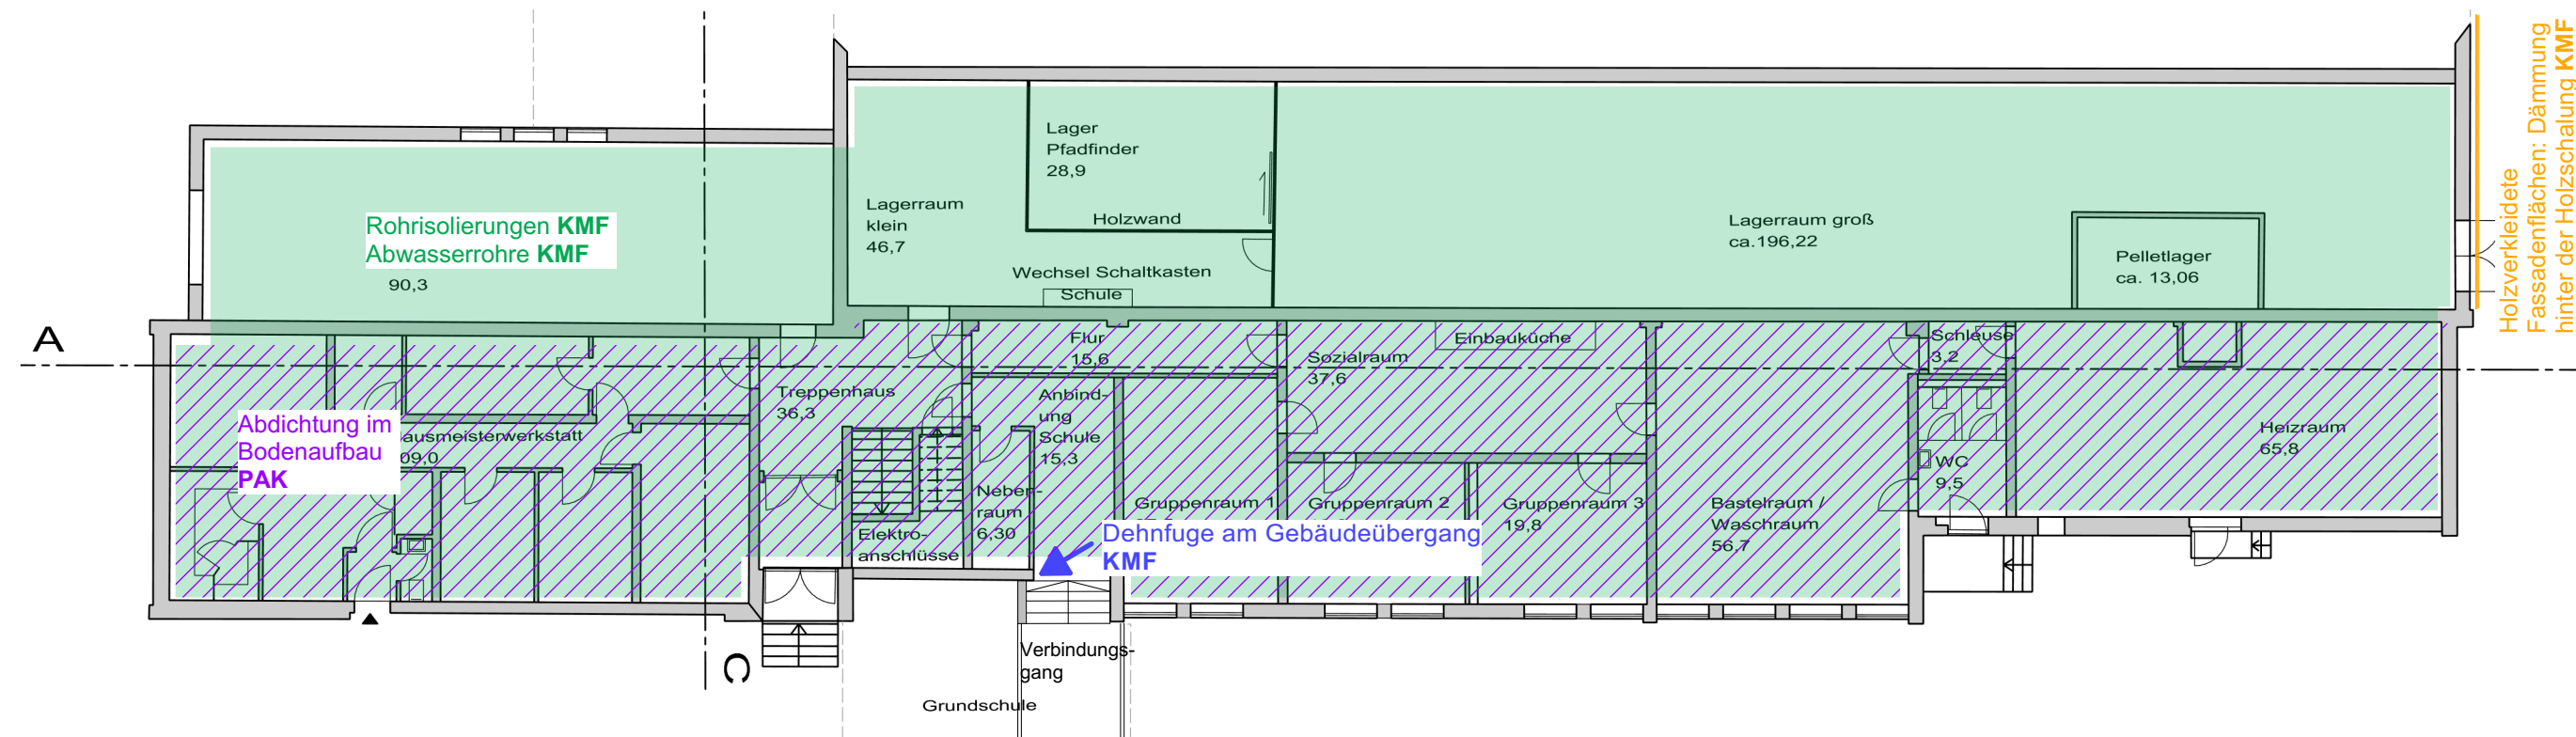 Holzverkleidete
Fassadenflächen: Dämmung
hinter der Holzschalung KMF
Lager
Pfadfinder
28,9
Lagerraum
klein
46,7
Holzwand
Wechsel Schaltkasten
Schule
Lagerraum groß
ca.196,22
Pelletlager
ca. 13,06
Rohrisolierungen KMF
Abwasserrohre KMF
90,3
A
Flur
15,6
Einbauküche
Sozialraum
37,6
Schleuse
3,2
Treppenhaus
36,3
Anbind-
ung
Schule
15,3
Abdichtung im
Bodenaufbau
PAK
ausmeisterwerkstatt
09,0
Heizraum
65,8
WC
9,5
Neben-
raum
6,30
Gruppenraum 1
Gruppenraum 2
Gruppenraum 3
19,8
Bastelraum /
Waschraum
56,7
Elektro-
anschlüsse
Dehnfuge am Gebäudeübergang
KMF
C
Verbindungs-
gang
Grundschule